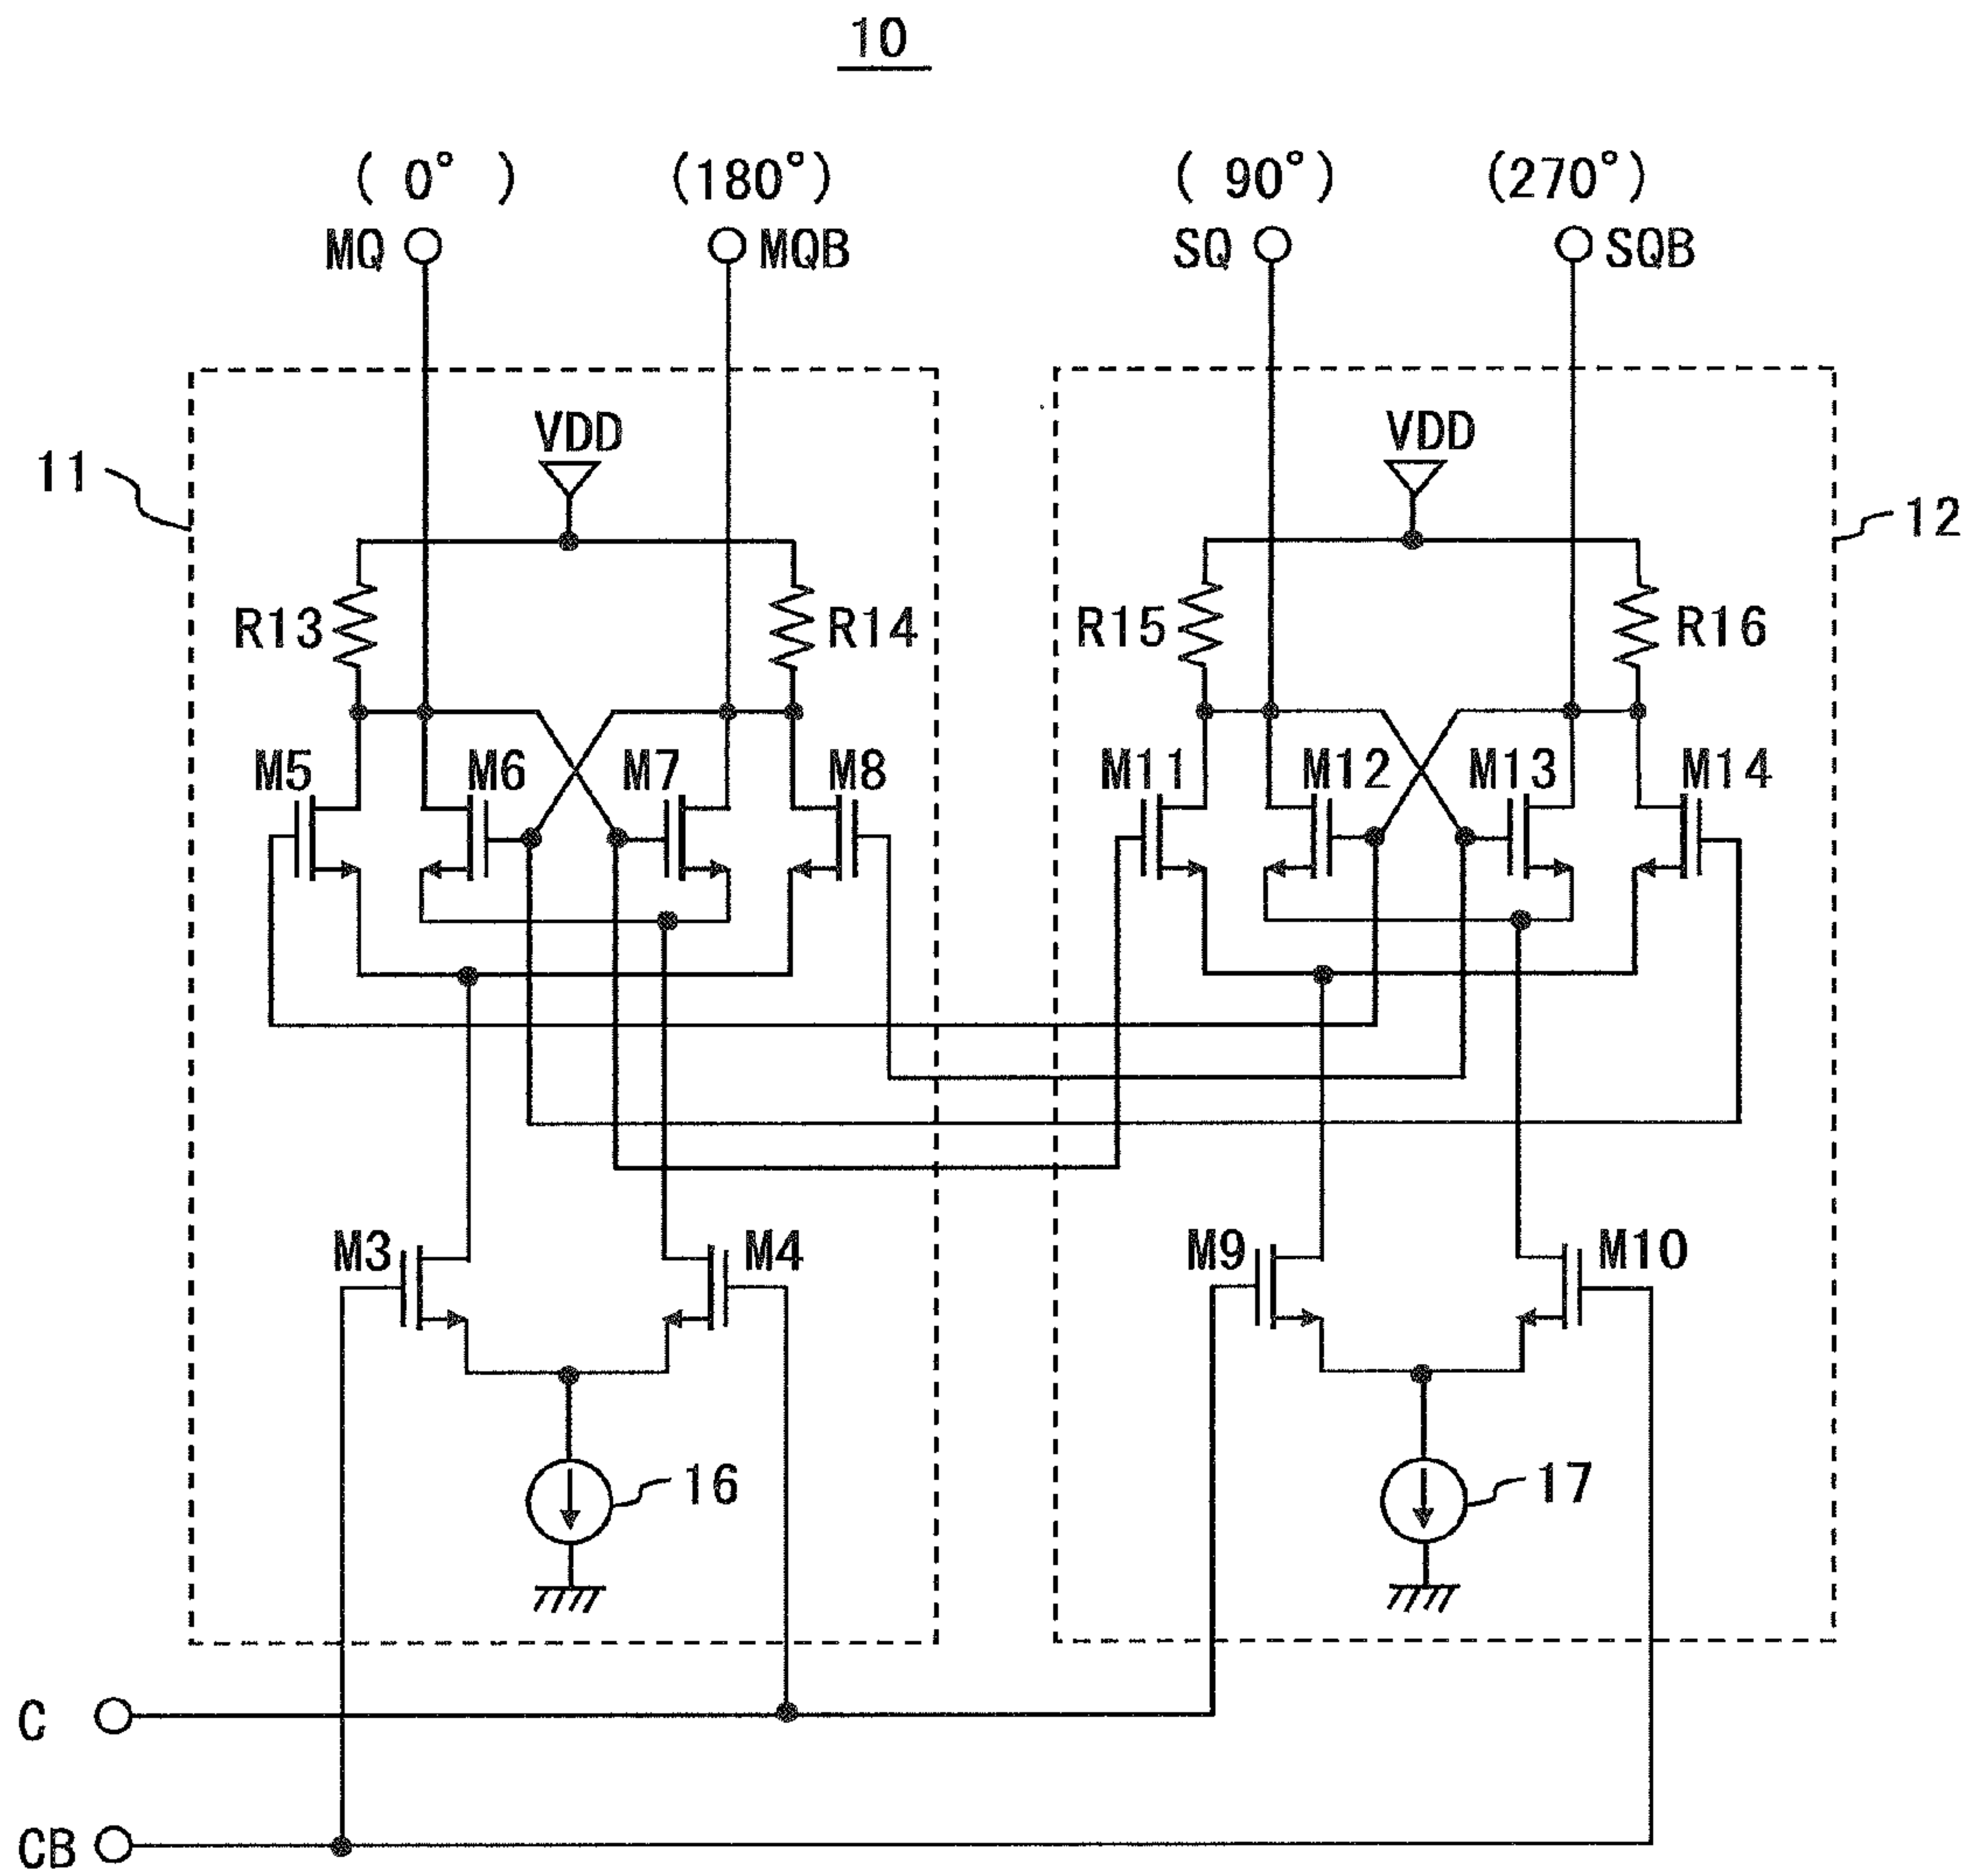 10
( 0° ) (180°) ( 90°) (270°)
MQ MQB SQ SQB
VDD VDD
11 12
R13 R14 R15 R16
M5 M6 M7 M8 M11 M12 M13 M14
M3 M4 M9 M10
16 17
C
CB